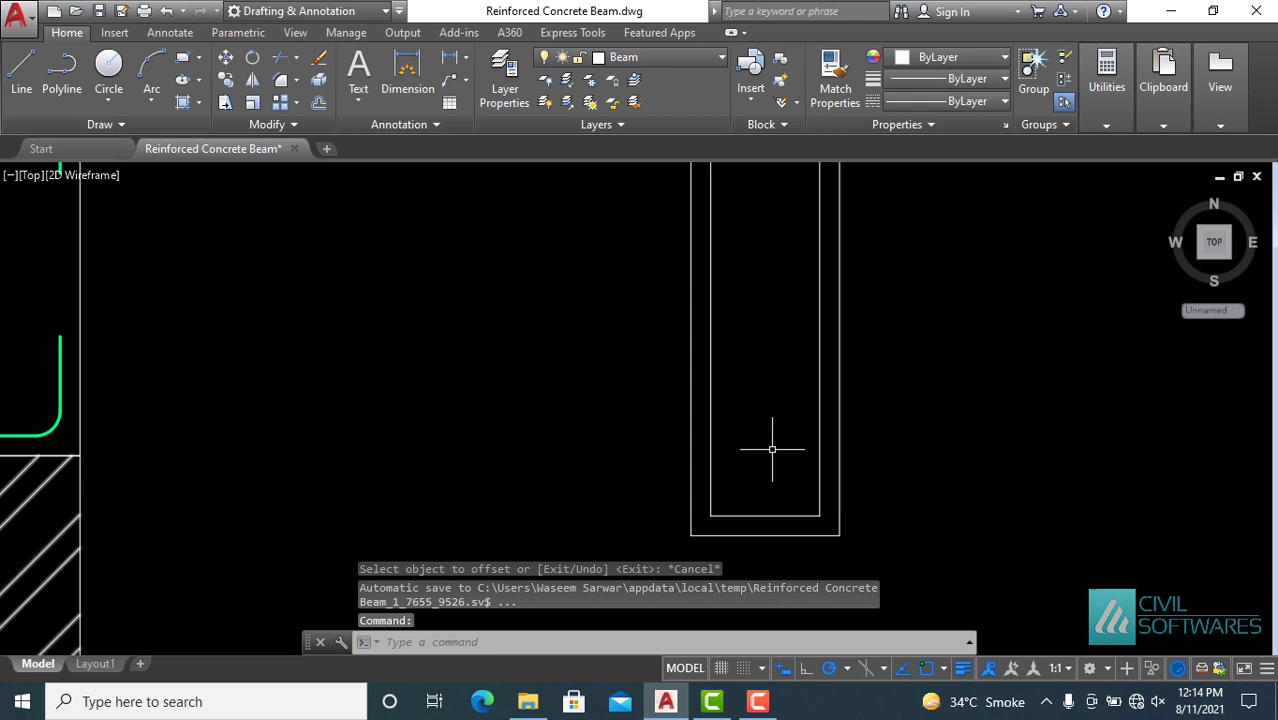 Drafting & Annotation
Reinforced Concrete Beam.dwg
Type a keyword or phrase
Sign In
Home Insert Annotate Parametric View Manage Output Add-ins A360 Express Tools Featured Apps
Line Polyline Circle Arc
Text Dimension
Layer Properties
Beam
Insert
Match Properties
ByLayer
ByLayer
ByLayer
Group
Utilities Clipboard View
Draw Modify Annotation Layers Block Properties Groups
Start Reinforced Concrete Beam*
[−][Top][2D Wireframe]
N
W TOP E
S
Unnamed
Select object to offset or [Exit/Undo] <Exit>: *Cancel*
Automatic save to C:\Users\Waseem Sarwar\appdata\local\temp\Reinforced Concrete
Beam_1_7655_9526.sv$ ...
Command:
Type a command
CIVIL
SOFTWARES
Model Layout1
MODEL 1:1
Type here to search
34°C Smoke
12:14 PM
8/11/2021